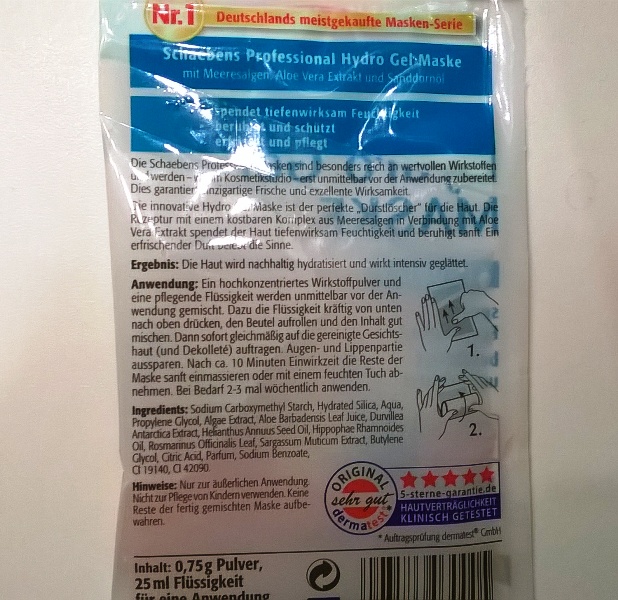 Nr.1 Deutschlands meistgekaufte Masken-Serie
Schaebens Professional Hydro Gel-Maske
mit Meeresalgen, Aloe Vera Extrakt und Sanddornöl
spendet tiefenwirksam Feuchtigkeit
beruhigt und schützt
und pflegt
Die Schaebens Masken sind besonders reich an wertvollen Wirkstoffen
und werden – im Kosmetikstudio – erst unmittelbar vor der Anwendung zubereitet.
Dies garantiert einzigartige Frische und exzellente Wirksamkeit.
Die innovative Hydro Maske ist der perfekte „Durstlöscher" für die Haut. Die
Rezeptur mit einem kostbaren Komplex aus Meeresalgen in Verbindung mit Aloe
Vera Extrakt spendet der Haut tiefenwirksam Feuchtigkeit und beruhigt sanft. Ein
erfrischender Duft belebt die Sinne.
Ergebnis: Die Haut wird nachhaltig hydratisiert und wirkt intensiv geglättet.
Anwendung: Ein hochkonzentriertes Wirkstoffpulver und
eine pflegende Flüssigkeit werden unmittelbar vor der An-
wendung gemischt. Dazu die Flüssigkeit kräftig von unten
nach oben drücken, den Beutel aufrollen und den Inhalt gut
mischen. Dann sofort gleichmäßig auf die gereinigte Gesichts-
haut (und Dekolleté) auftragen. Augen- und Lippenpartie
aussparen. Nach ca. 10 Minuten Einwirkzeit die Reste der
Maske sanft einmassieren oder mit einem feuchten Tuch ab-
nehmen. Bei Bedarf 2-3 mal wöchentlich anwenden.
1.
2.
Ingredients: Sodium Carboxymethyl Starch, Hydrated Silica, Aqua,
Propylene Glycol, Algae Extract, Aloe Barbadensis Leaf Juice, Durvillea
Antarctica Extract, Helianthus Annuus Seed Oil, Hippophae Rhamnoides
Oil, Rosmarinus Officinalis Leaf, Sargassum Muticum Extract, Butylene
Glycol, Citric Acid, Parfum, Sodium Benzoate,
CI 19140, CI 42090.
Hinweise: Nur zur äußerlichen Anwendung.
Nicht zur Pflege von Kindern verwenden. Keine
Reste der fertig gemischten Maske aufbe-
wahren.
ORIGINAL
sehr gut
dermatest
5-sterne-garantie.de
HAUTVERTRÄGLICHKEIT
KLINISCH GETESTET
* Auftragsprüfung dermatest® GmbH
Inhalt: 0,75g Pulver,
25ml Flüssigkeit
für eine Anwendung